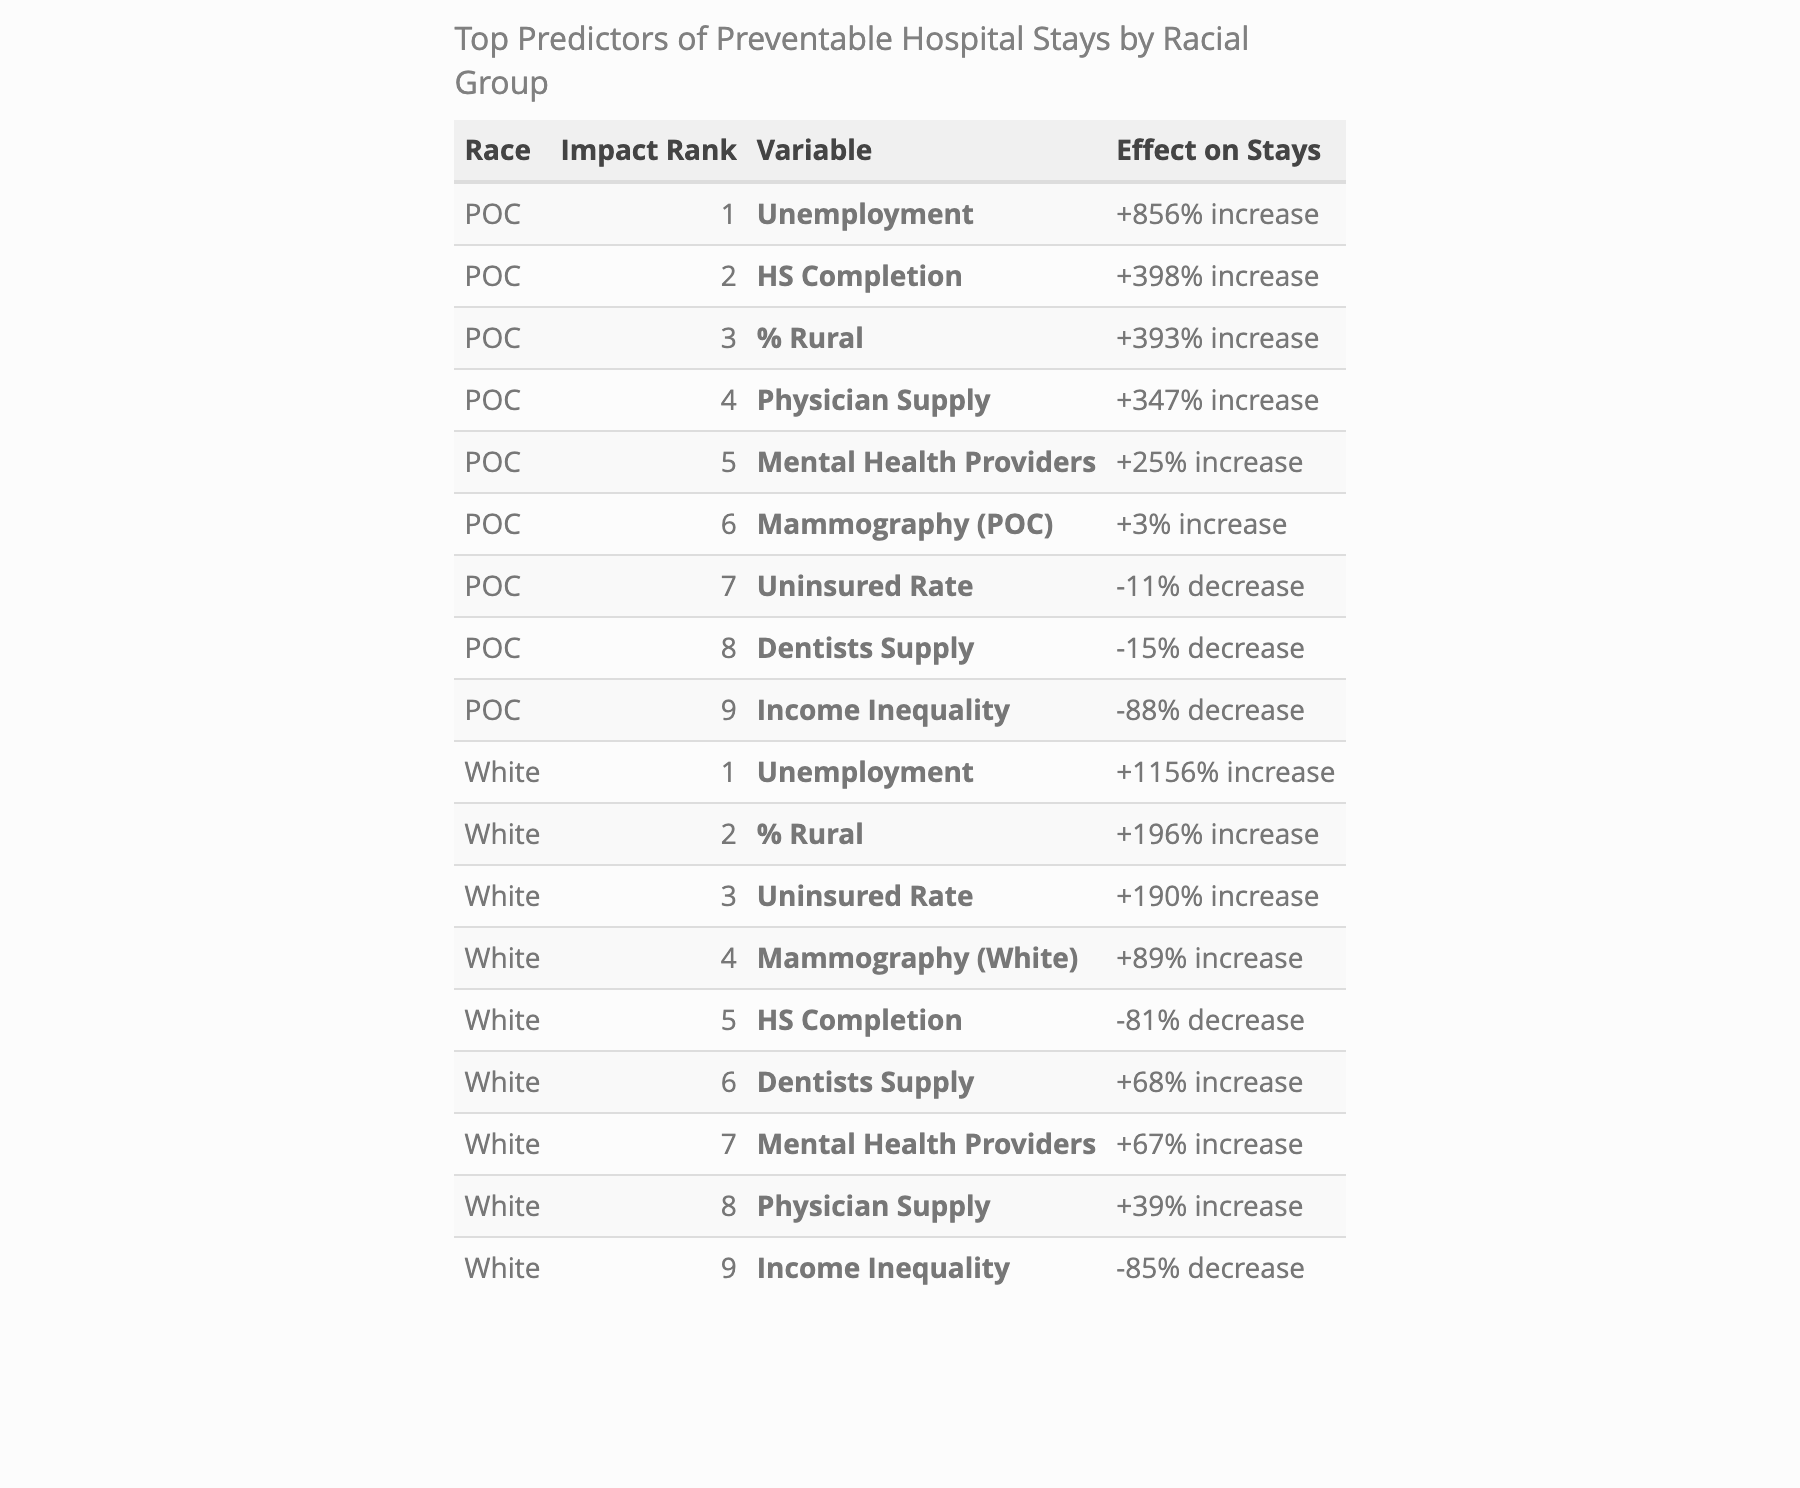 Top Predictors of Preventable Hospital Stays by Racial
Group
Race Impact Rank Variable Effect on Stays
POC 1 Unemployment +856% increase
POC 2 HS Completion +398% increase
POC 3 % Rural +393% increase
POC 4 Physician Supply +347% increase
POC 5 Mental Health Providers +25% increase
POC 6 Mammography (POC) +3% increase
POC 7 Uninsured Rate -11% decrease
POC 8 Dentists Supply -15% decrease
POC 9 Income Inequality -88% decrease
White 1 Unemployment +1156% increase
White 2 % Rural +196% increase
White 3 Uninsured Rate +190% increase
White 4 Mammography (White) +89% increase
White 5 HS Completion -81% decrease
White 6 Dentists Supply +68% increase
White 7 Mental Health Providers +67% increase
White 8 Physician Supply +39% increase
White 9 Income Inequality -85% decrease